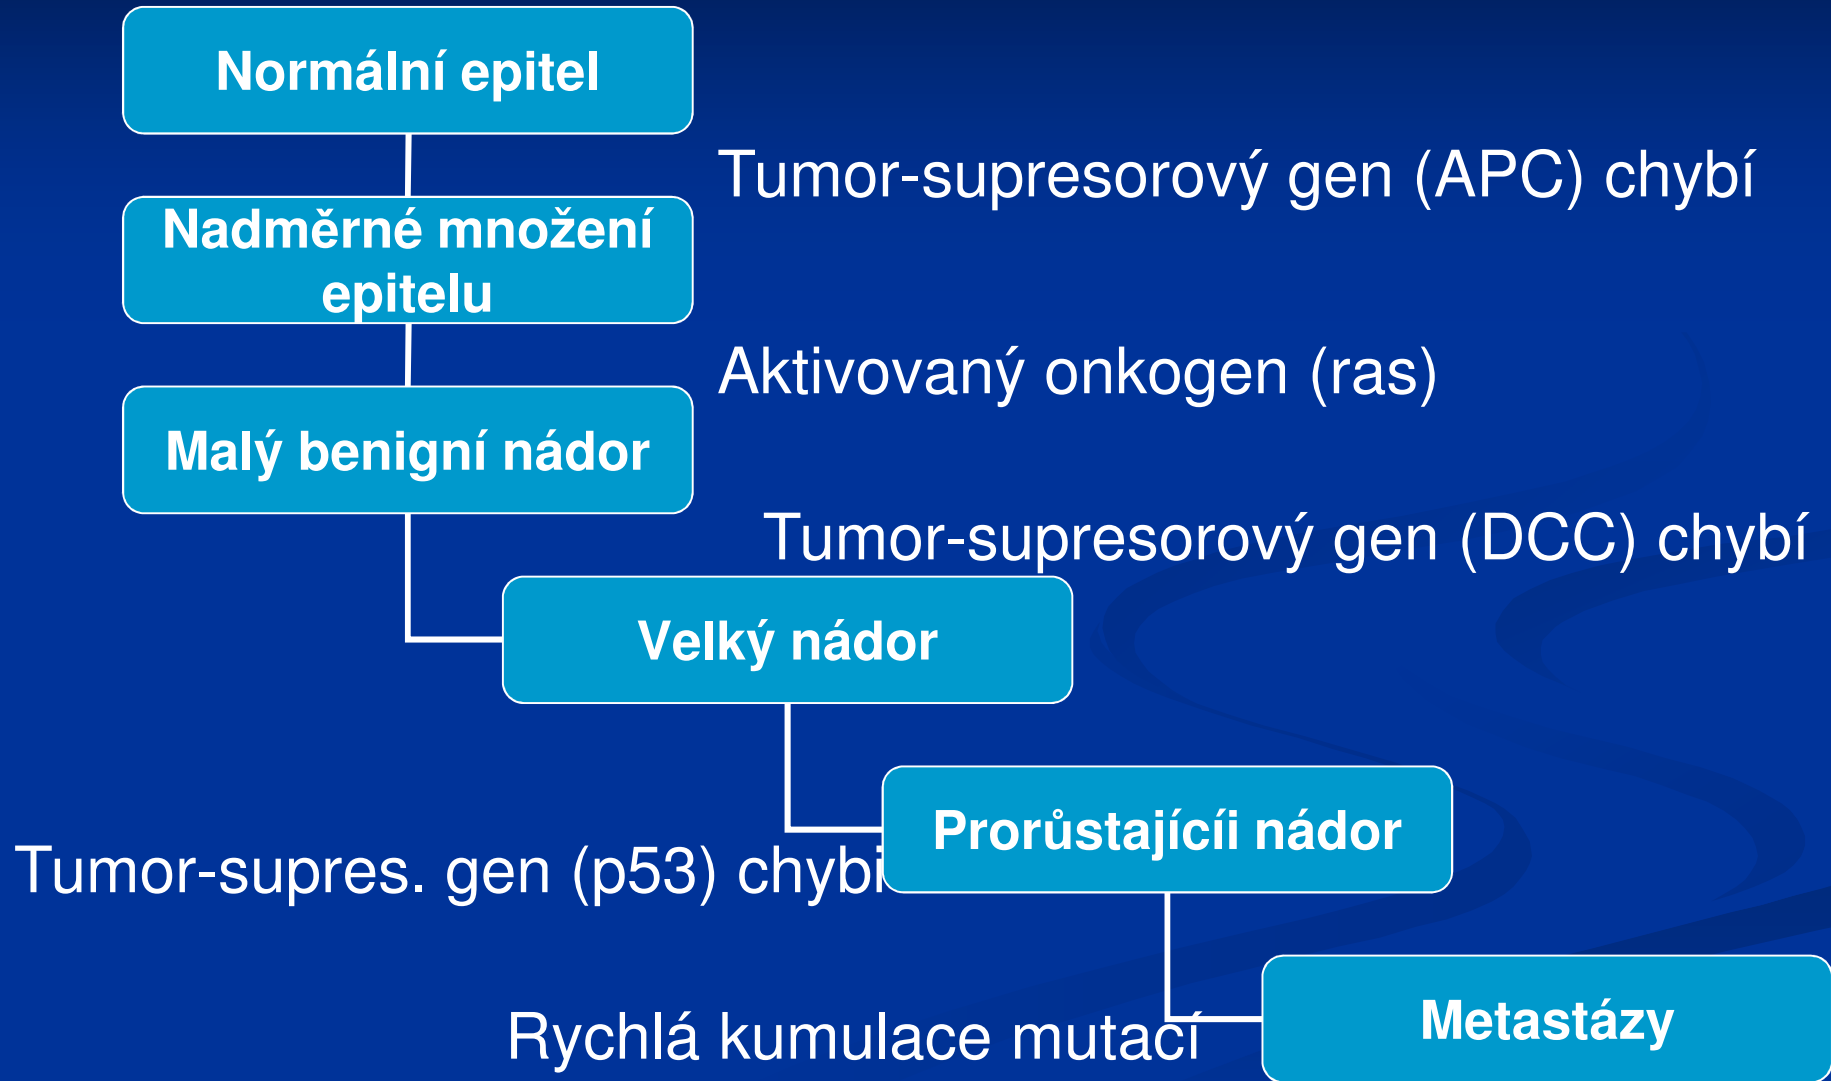 Normální epitel
Tumor-supresorový gen (APC) chybí
Nadměrné množení
epitelu
Aktivovaný onkogen (ras)
Malý benigní nádor
Tumor-supresorový gen (DCC) chybí
Velký nádor
Prorůstajícíi nádor
Tumor-supres. gen (p53) chybi
Metastázy
Rychlá kumulace mutací